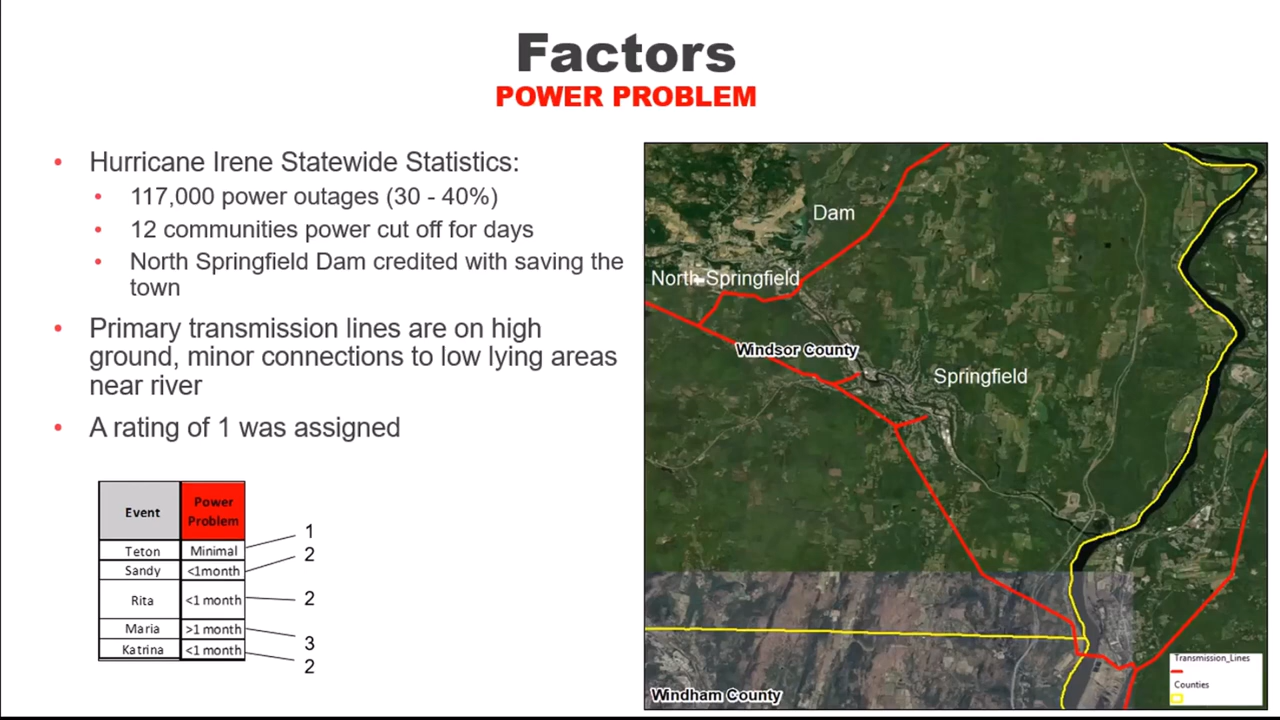 Factors
POWER PROBLEM
• Hurricane Irene Statewide Statistics:
• 117,000 power outages (30 - 40%)
• 12 communities power cut off for days
• North Springfield Dam credited with saving the
town
• Primary transmission lines are on high
ground, minor connections to low lying areas
near river
• A rating of 1 was assigned
Event Power
Problem
Teton Minimal 1
Sandy <1month 2
Rita <1 month 2
Maria >1 month 3
Katrina <1 month 2
Dam
North Springfield
Windsor County
Springfield
Windham County
Transmission_Lines
Counties